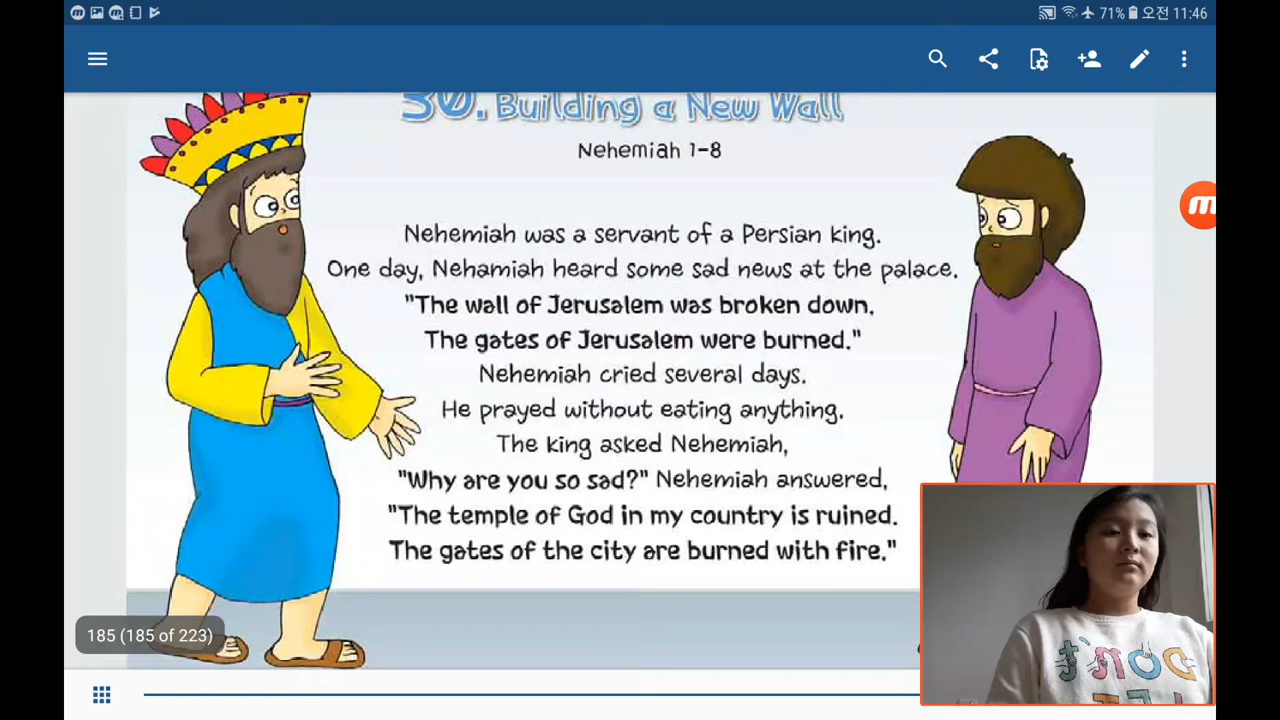 71% 오전 11:46
30. Building a New Wall
Nehemiah 1-8
Nehemiah was a servant of a Persian king.
One day, Nehamiah heard some sad news at the palace.
"The wall of Jerusalem was broken down.
The gates of Jerusalem were burned."
Nehemiah cried several days.
He prayed without eating anything.
The king asked Nehemiah,
"Why are you so sad?" Nehemiah answered,
"The temple of God in my country is ruined.
The gates of the city are burned with fire."
185 (185 of 223)
DON'T